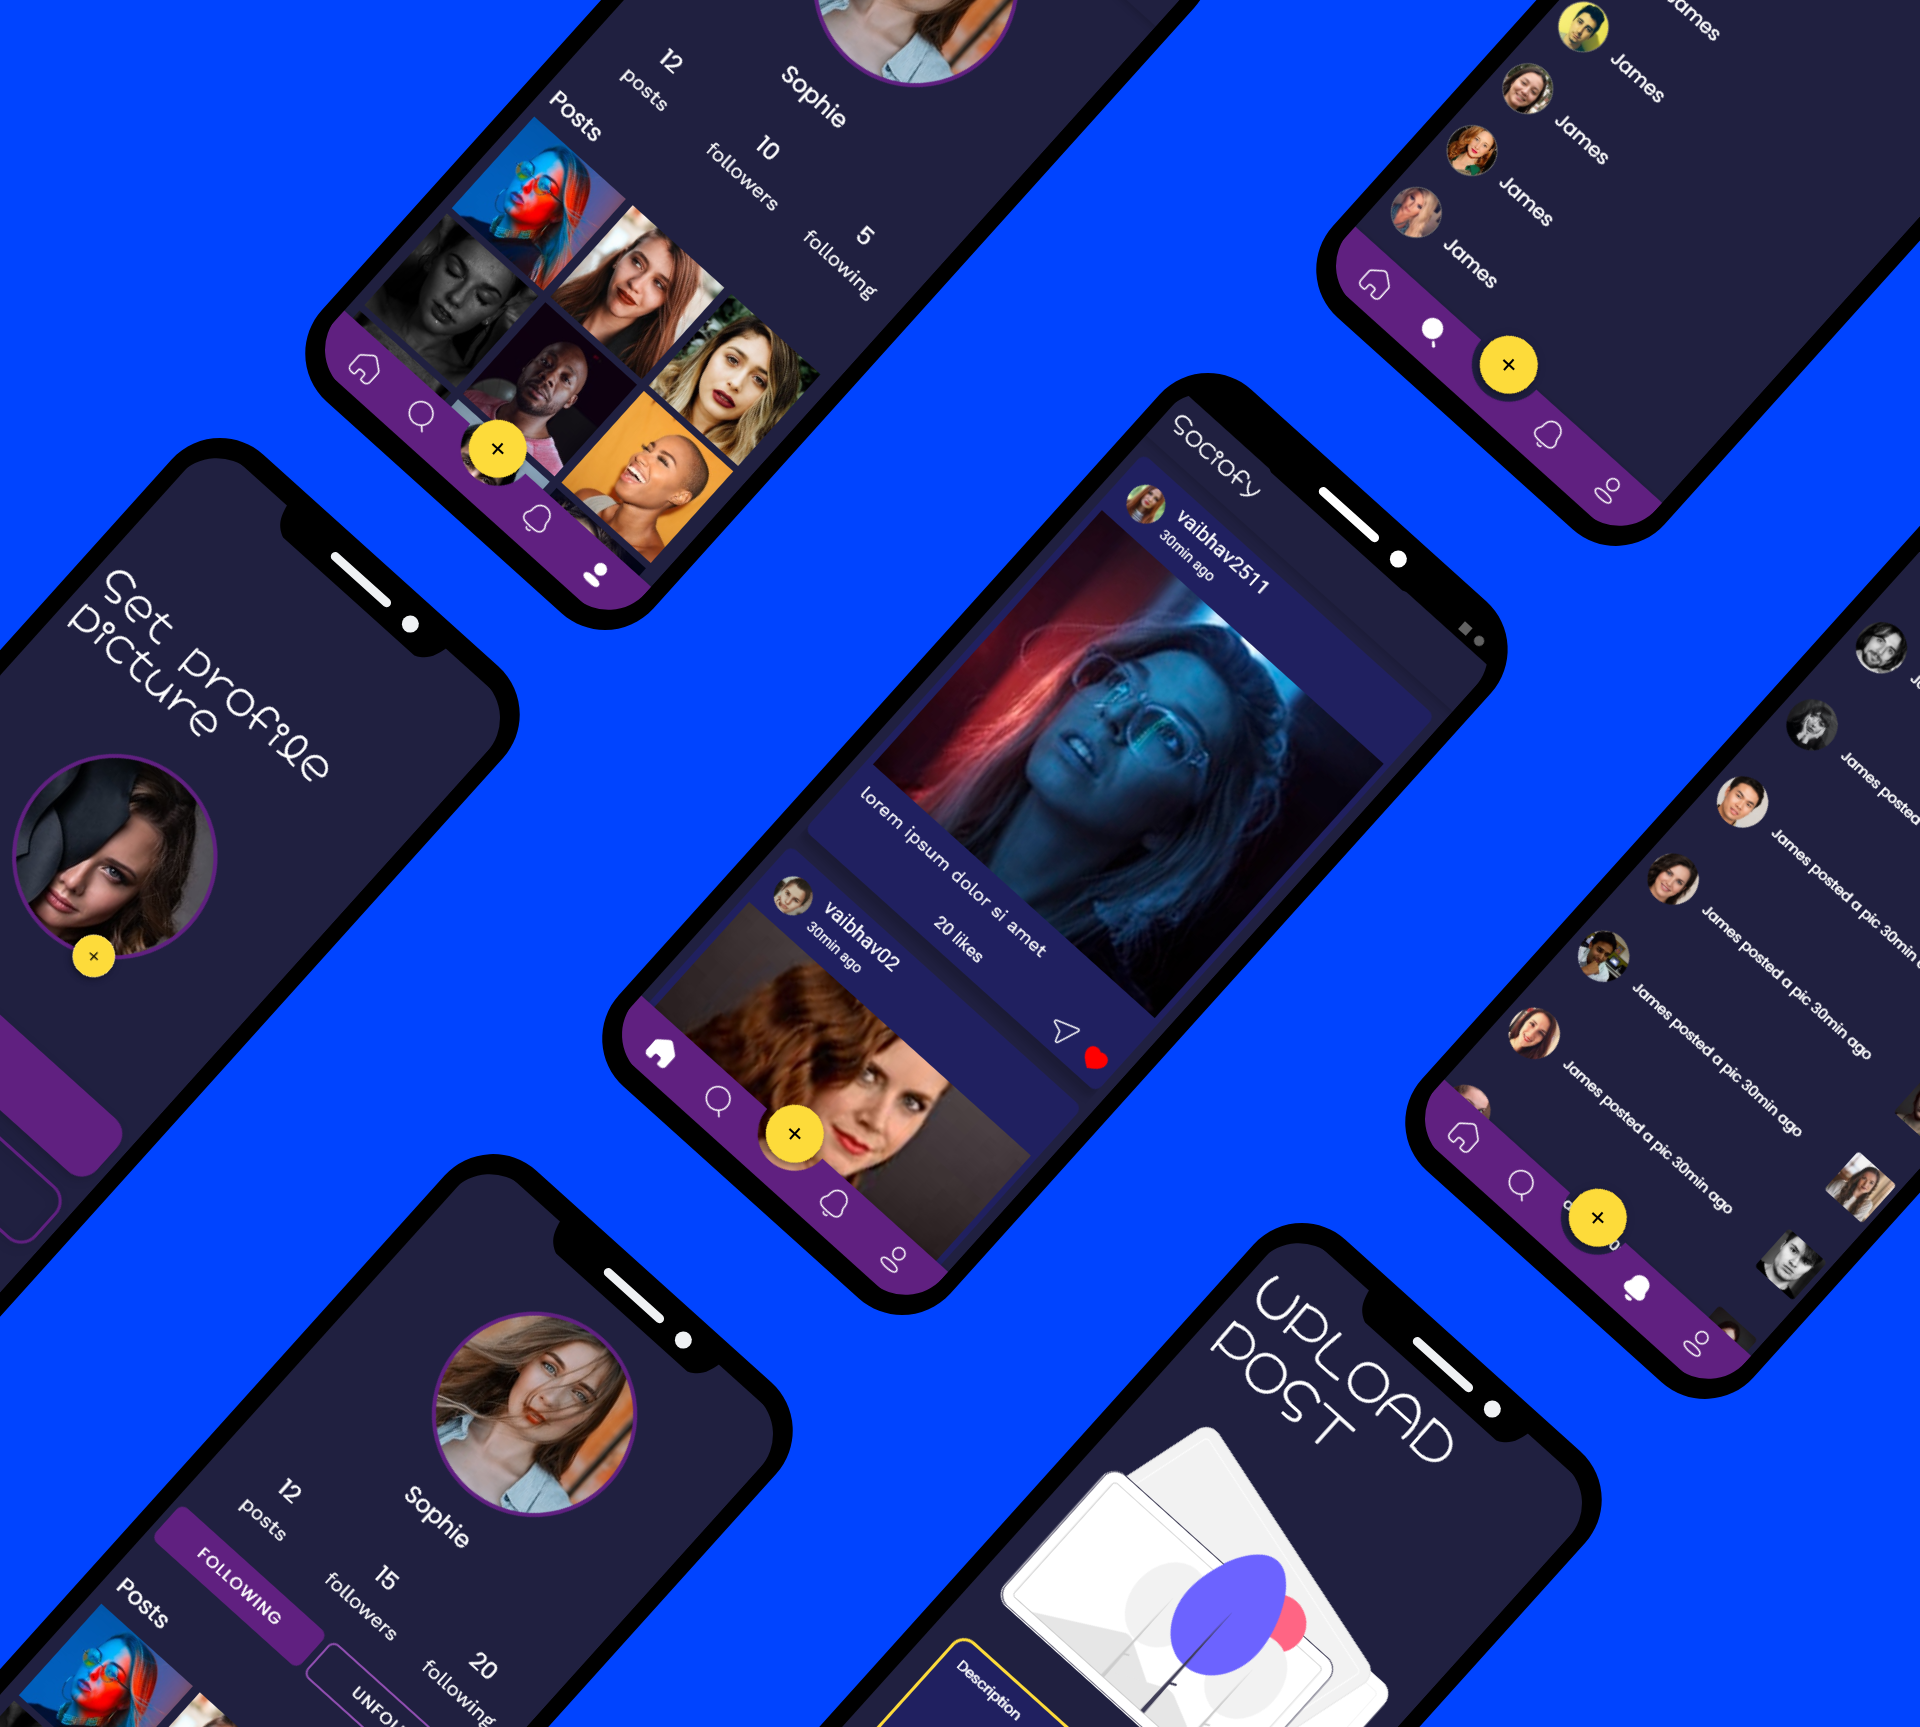 12
posts
Sophie
10
followers
5
following
Posts
James
James
James
James
James
Set profile
picture
Sociofy
vaibhav2511
30min ago
lorem ipsum dolor si amet
20 likes
vaibhav02
30min ago
James posted
James posted a pic 30min
James posted a pic 30min ago
James posted a pic 30min ago
James posted a pic 30min ago
Sophie
12
posts
15
followers
20
following
FOLLOWING
Posts
UPLOAD
POST
Description